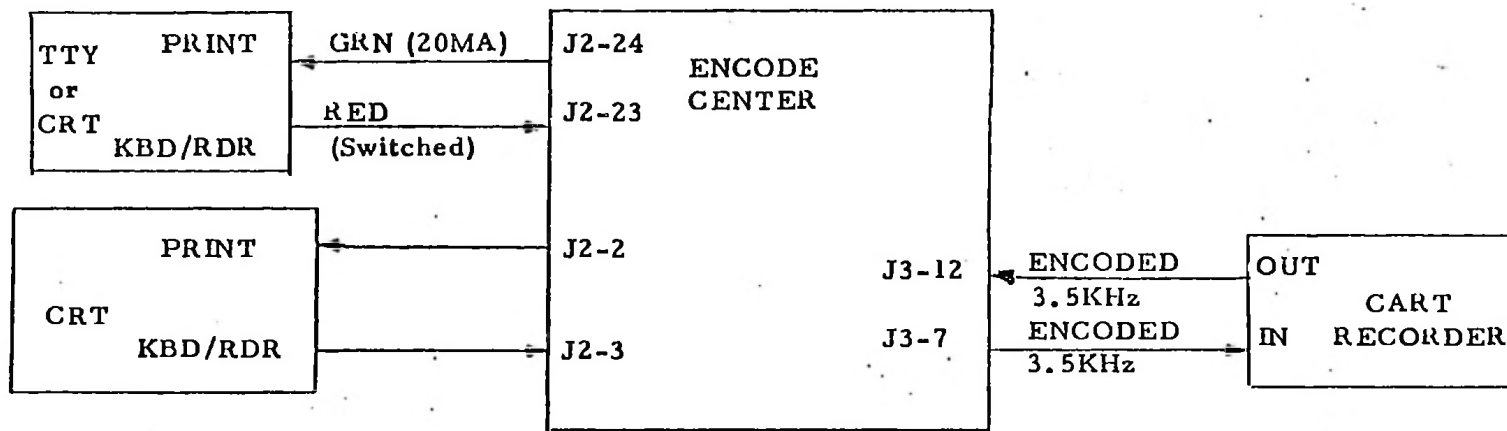 TTY
or
CRT
PRINT
KBD/RDR
GRN (20MA)
RED
(Switched)
J2-24
J2-23
ENCODE
CENTER
CRT
PRINT
KBD/RDR
J2-2
J2-3
J3-12
J3-7
ENCODED
3.5KHz
ENCODED
3.5KHz
OUT
IN
CART
RECORDER